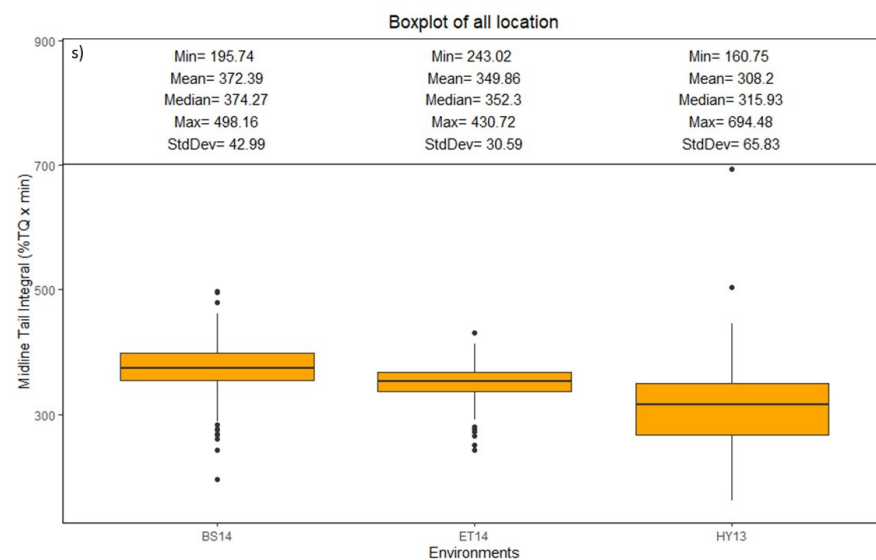 Boxplot of all location
s)
Min= 195.74
Mean= 372.39
Median= 374.27
Max= 498.16
StdDev= 42.99
Min= 243.02
Mean= 349.86
Median= 352.3
Max= 430.72
StdDev= 30.59
Min= 160.75
Mean= 308.2
Median= 315.93
Max= 694.48
StdDev= 65.83
Midline Tail Integral (%TQ x min)
900
700
500
300
BS14
ET14
HY13
Environments